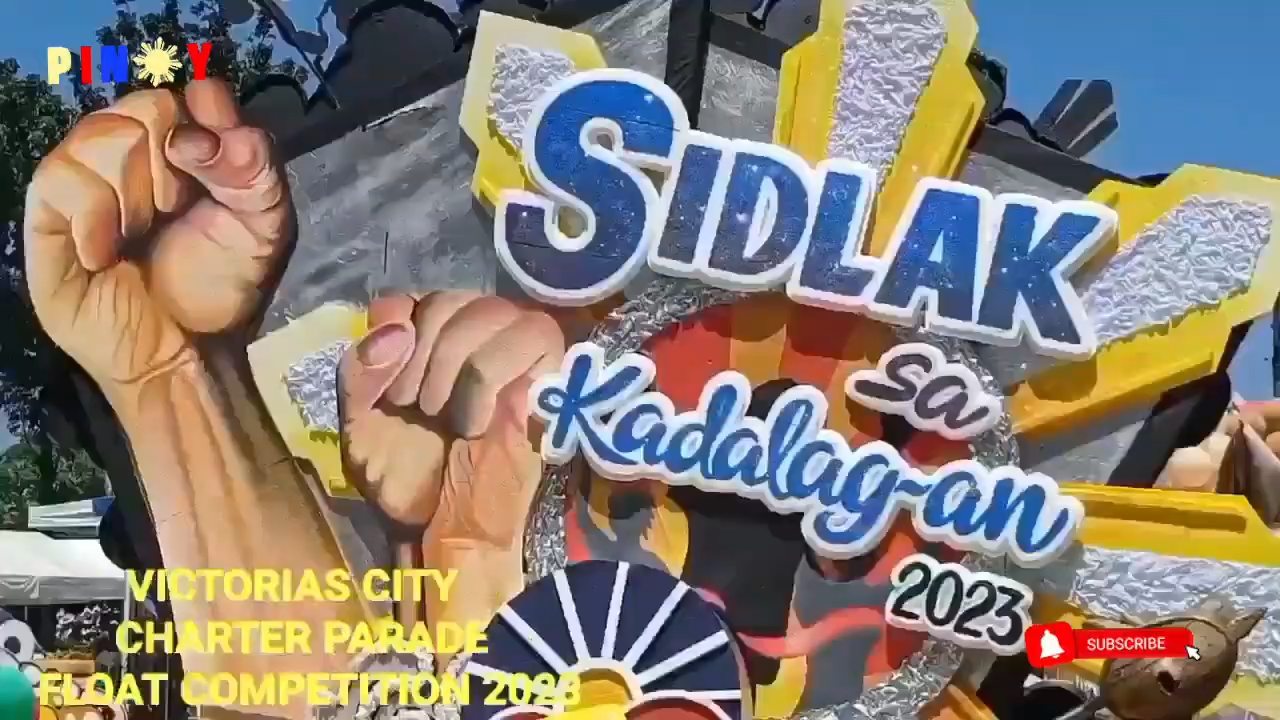 PINOY
SIDLAK
sa
Kadalag-an
2023
VICTORIAS CITY
CHARTER PARADE
FLOAT COMPETITION 2023
SUBSCRIBE